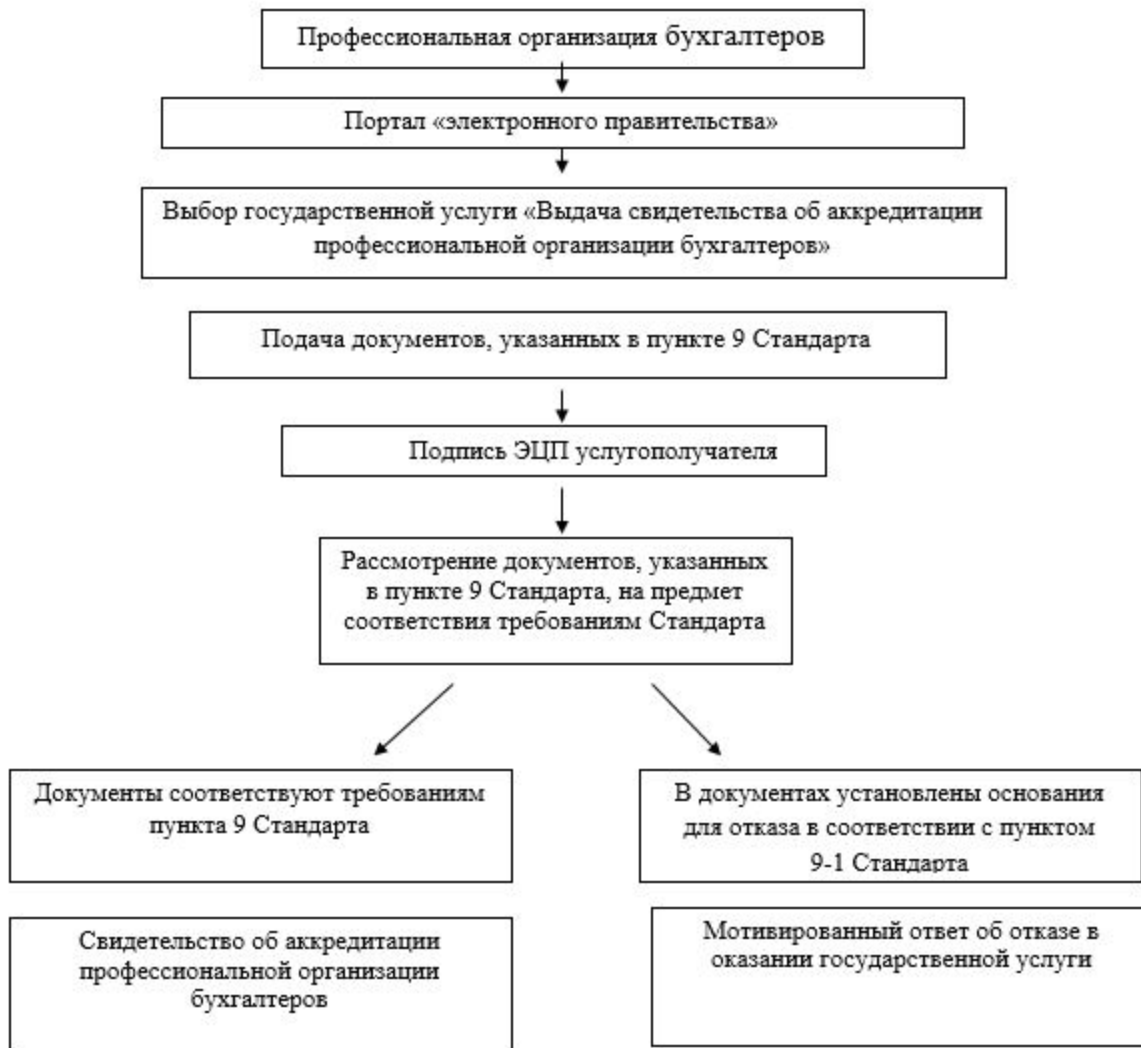 Профессиональная организация бухгалтеров
Портал «электронного правительства»
Выбор государственной услуги «Выдача свидетельства об аккредитации
профессиональной организации бухгалтеров»
Подача документов, указанных в пункте 9 Стандарта
Подпись ЭЦП услугополучателя
Рассмотрение документов, указанных
в пункте 9 Стандарта, на предмет
соответствия требованиям Стандарта
Документы соответствуют требованиям
пункта 9 Стандарта
В документах установлены основания
для отказа в соответствии с пунктом
9-1 Стандарта
Свидетельство об аккредитации
профессиональной организации
бухгалтеров
Мотивированный ответ об отказе в
оказании государственной услуги